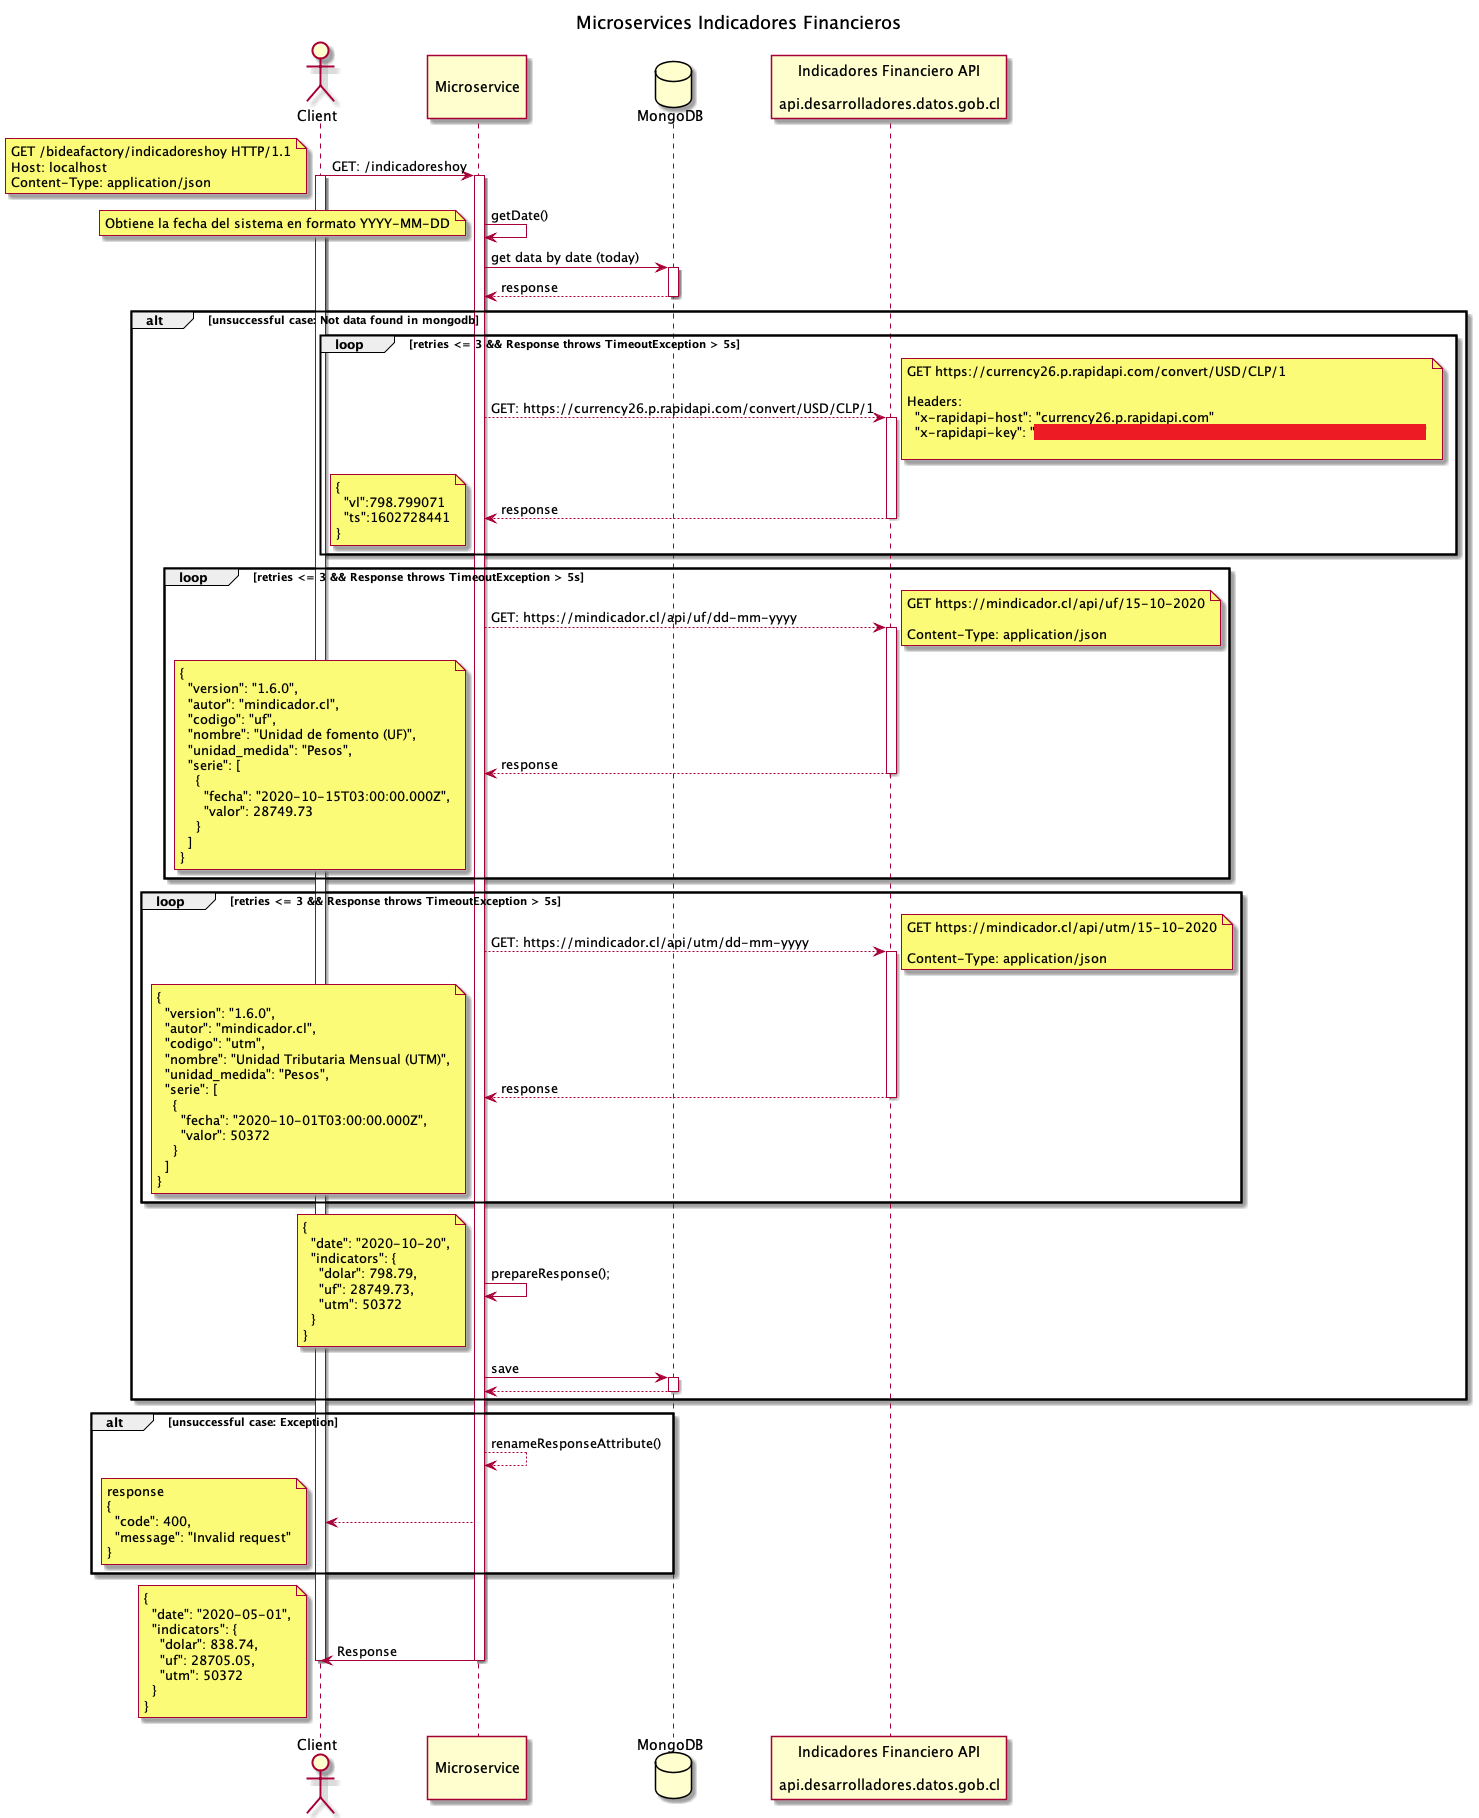 Microservices Indicadores Financieros
Client
Microservice
MongoDB
Indicadores Financiero API
api.desarrolladores.datos.gob.cl
GET /bideafactory/indicadoreshoy HTTP/1.1
Host: localhost
Content-Type: application/json
GET: /indicadoreshoy
Obtiene la fecha del sistema en formato YYYY-MM-DD
getDate()
get data by date (today)
response
alt
[unsuccessful case: Not data found in mongodb]
loop
[retries <= 3 && Response throws TimeoutException > 5s]
GET https://currency26.p.rapidapi.com/convert/USD/CLP/1
Headers:
"x-rapidapi-host": "currency26.p.rapidapi.com"
"x-rapidapi-key": "
GET: https://currency26.p.rapidapi.com/convert/USD/CLP/1
{
"vl":798.799071
"ts":1602728441
}
response
loop
[retries <= 3 && Response throws TimeoutException > 5s]
GET https://mindicador.cl/api/uf/15-10-2020
Content-Type: application/json
GET: https://mindicador.cl/api/uf/dd-mm-yyyy
{
"version": "1.6.0",
"autor": "mindicador.cl",
"codigo": "uf",
"nombre": "Unidad de fomento (UF)",
"unidad_medida": "Pesos",
"serie": [
{
"fecha": "2020-10-15T03:00:00.000Z",
"valor": 28749.73
}
]
}
response
loop
[retries <= 3 && Response throws TimeoutException > 5s]
GET https://mindicador.cl/api/utm/15-10-2020
Content-Type: application/json
GET: https://mindicador.cl/api/utm/dd-mm-yyyy
{
"version": "1.6.0",
"autor": "mindicador.cl",
"codigo": "utm",
"nombre": "Unidad Tributaria Mensual (UTM)",
"unidad_medida": "Pesos",
"serie": [
{
"fecha": "2020-10-01T03:00:00.000Z",
"valor": 50372
}
]
}
response
{
"date": "2020-10-20",
"indicators": {
"dolar": 798.79,
"uf": 28749.73,
"utm": 50372
}
}
prepareResponse();
save
alt
[unsuccessful case: Exception]
renameResponseAttribute()
response
{
"code": 400,
"message": "Invalid request"
}
{
"date": "2020-05-01",
"indicators": {
"dolar": 838.74,
"uf": 28705.05,
"utm": 50372
}
}
Response
Client
Microservice
MongoDB
Indicadores Financiero API
api.desarrolladores.datos.gob.cl